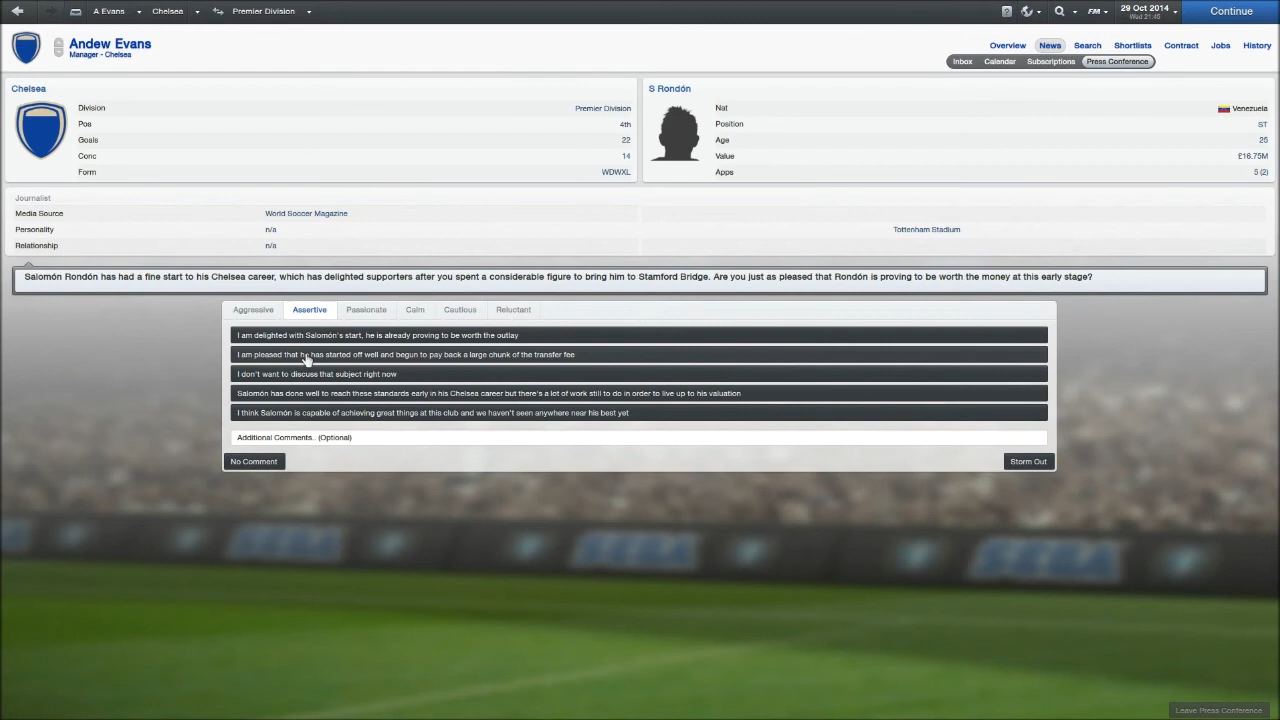 A Evans Chelsea Premier Division FM 29 Oct 2014 Continue
Wed 21:45
Andew Evans
Manager - Chelsea
Overview News Search Shortlists Contract Jobs History
Inbox Calendar Subscriptions Press Conference
Chelsea
Division Premier Division
Pos 4th
Goals 22
Conc 14
Form WDWXL
S Rondón
Nat Venezuela
Position ST
Age 25
Value £16.75M
Apps 5 (2)
Journalist
Media Source World Soccer Magazine
Personality n/a Tottenham Stadium
Relationship n/a
Salomón Rondón has had a fine start to his Chelsea career, which has delighted supporters after you spent a considerable figure to bring him to Stamford Bridge. Are you just as pleased that Rondón is proving to be worth the money at this early stage?
Aggressive Assertive Passionate Calm Cautious Reluctant
I am delighted with Salomón's start, he is already proving to be worth the outlay
I am pleased that he has started off well and begun to pay back a large chunk of the transfer fee
I don't want to discuss that subject right now
Salomón has done well to reach these standards early in his Chelsea career but there's a lot of work still to do in order to live up to his valuation
I think Salomón is capable of achieving great things at this club and we haven't seen anywhere near his best yet
Additional Comments.. (Optional)
No Comment Storm Out
SEGA SEGA SEGA
Leave Press Conference